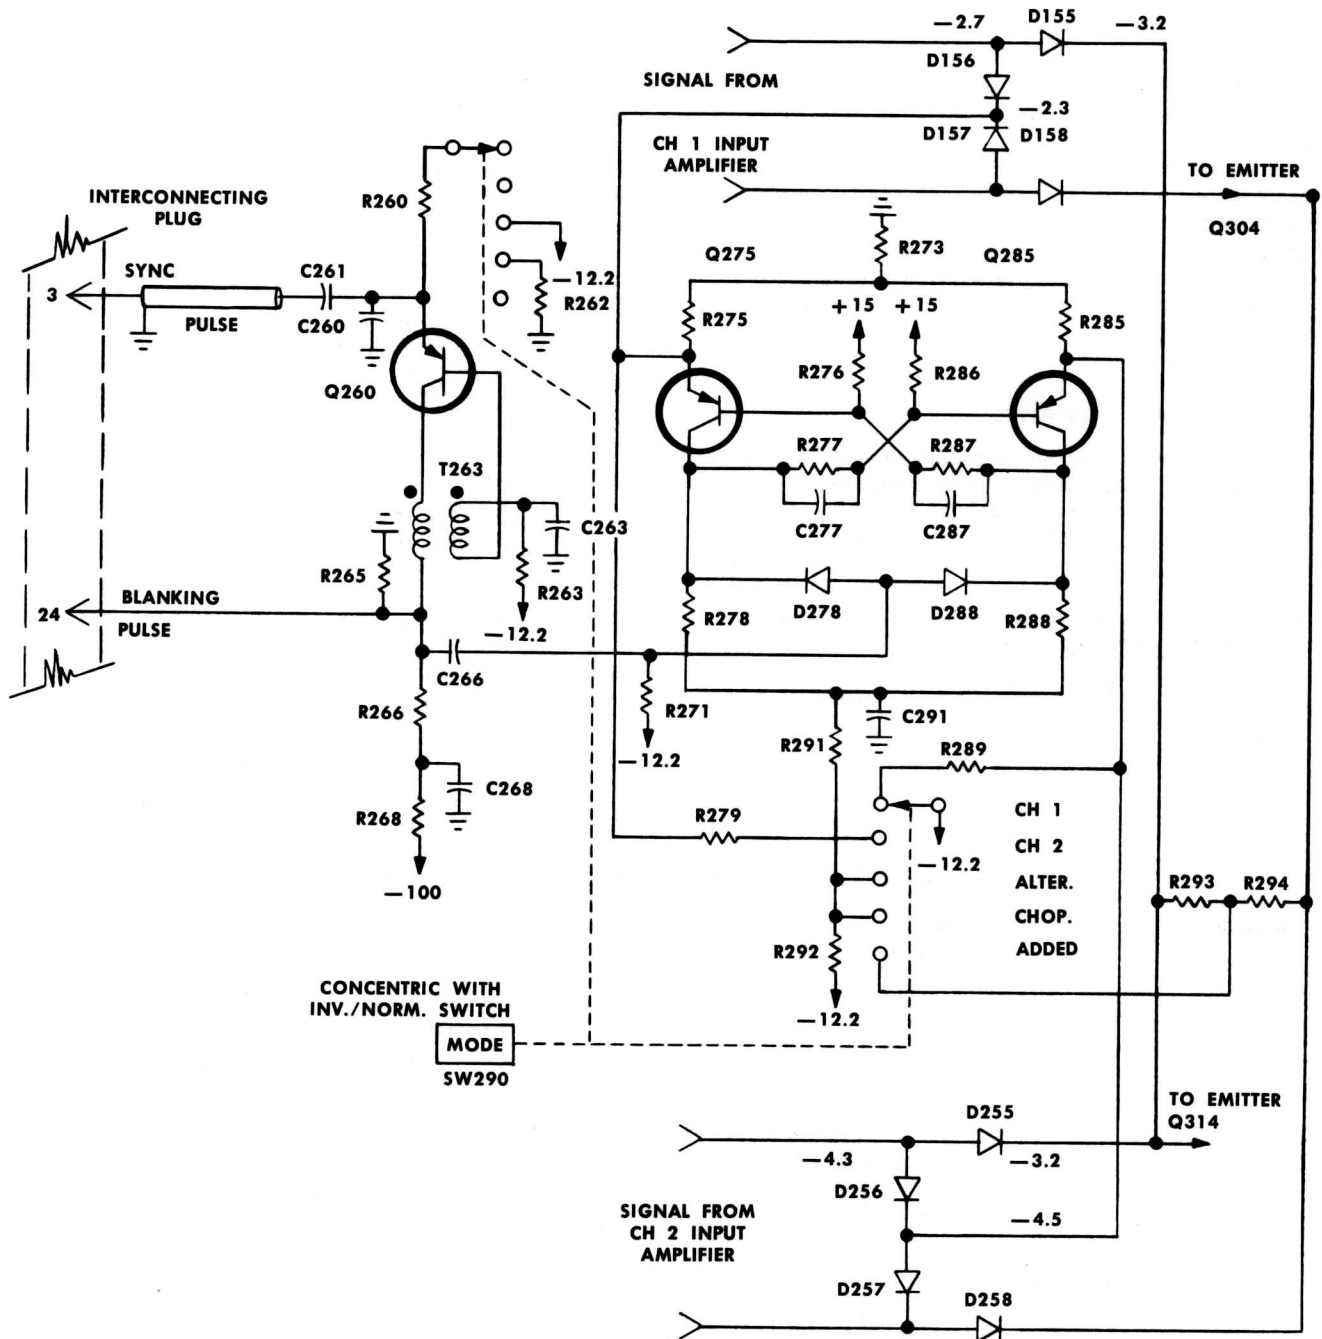 —2.7
D155
—3.2
D156
SIGNAL FROM
—2.3
D157
D158
CH 1 INPUT
AMPLIFIER
TO EMITTER
Q304
INTERCONNECTING
PLUG
R260
R273
Q275
Q285
SYNC
C261
3
PULSE
C260
—12.2
R262
+15
+15
R275
R285
R276
R286
Q260
R277
R287
T263
C263
C277
C287
R265
R263
24
BLANKING
PULSE
—12.2
D278
D288
R278
R288
C266
R266
R271
—12.2
C291
R291
R289
C268
R268
R279
CH 1
CH 2
—12.2
—100
ALTER.
R293
R294
CHOP.
R292
ADDED
—12.2
CONCENTRIC WITH
INV./NORM. SWITCH
MODE
SW290
TO EMITTER
Q314
D255
—4.3
—3.2
D256
SIGNAL FROM
CH 2 INPUT
AMPLIFIER
—4.5
D257
D258